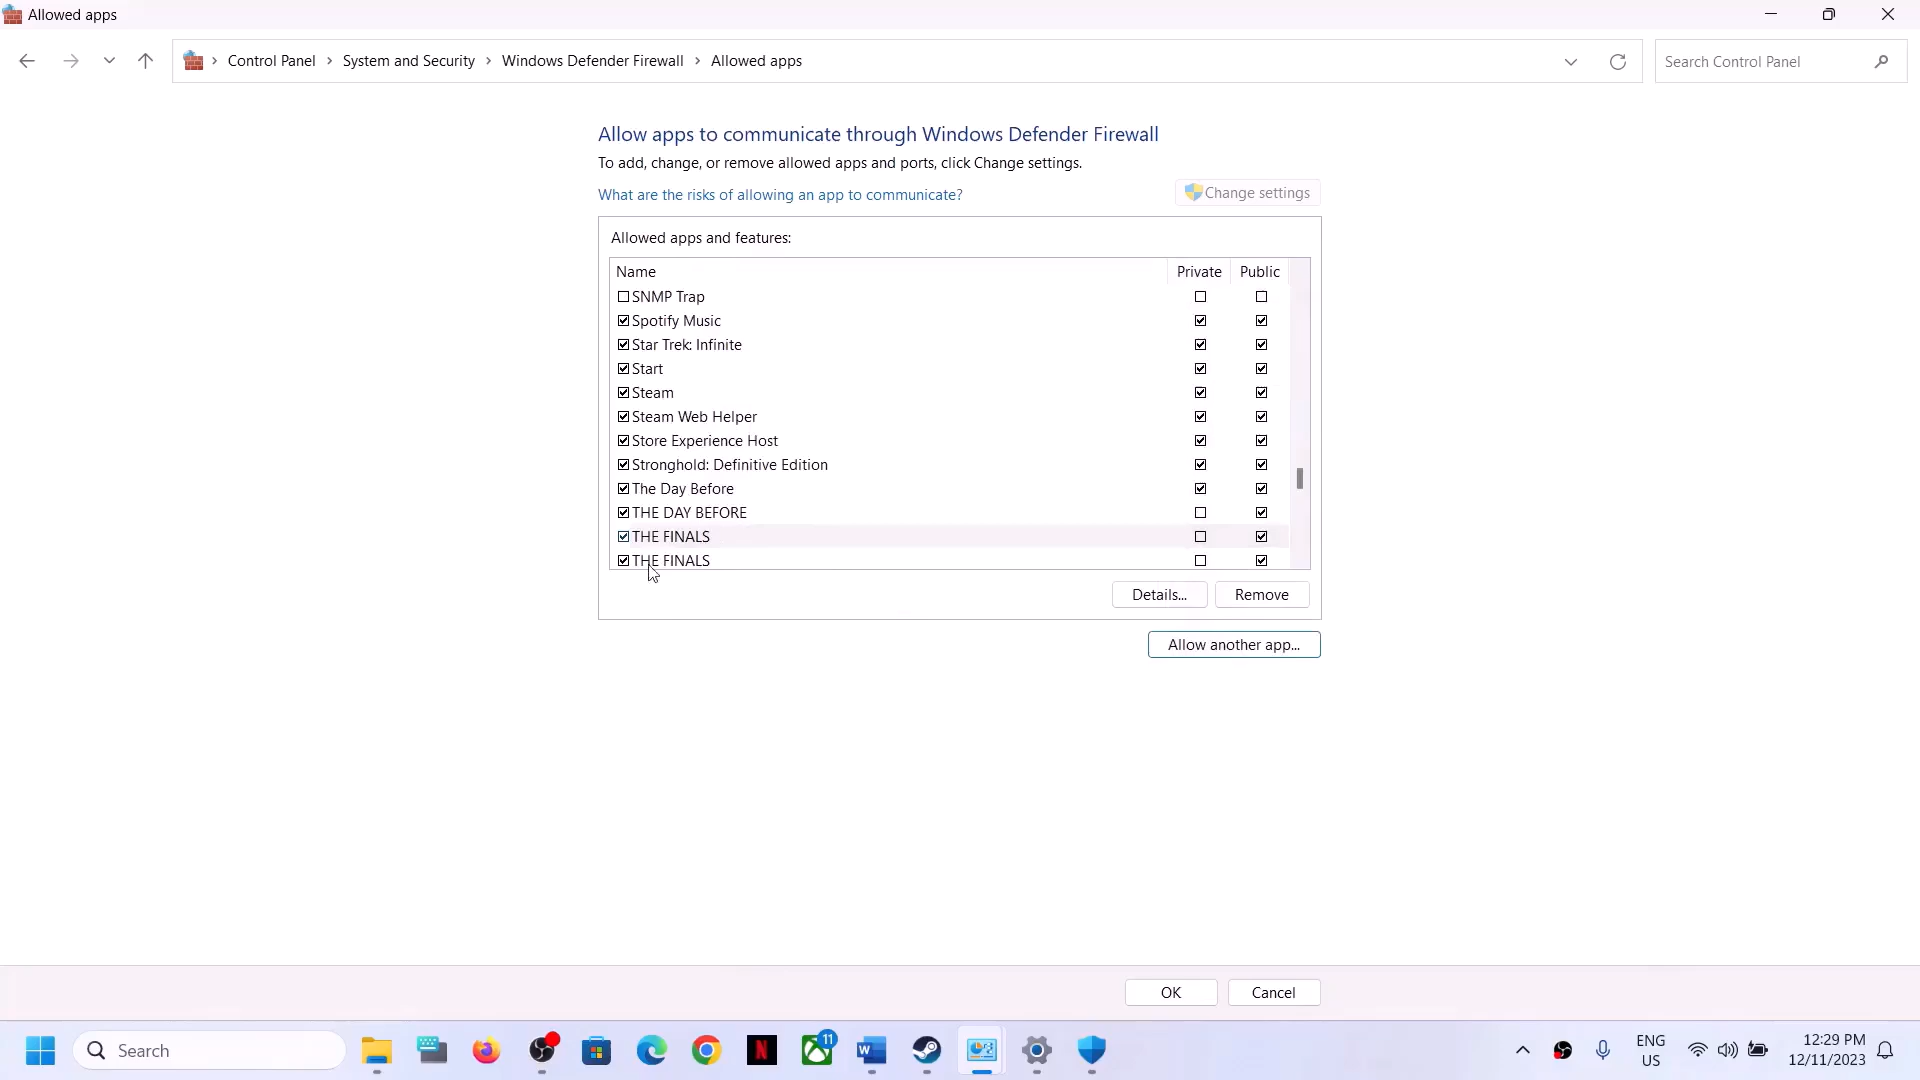 Allowed apps
Control Panel > System and Security > Windows Defender Firewall > Allowed apps
Search Control Panel
Allow apps to communicate through Windows Defender Firewall
To add, change, or remove allowed apps and ports, click Change settings.
What are the risks of allowing an app to communicate?
Change settings
Allowed apps and features:
Name Private Public
SNMP Trap
Spotify Music
Star Trek: Infinite
Start
Steam
Steam Web Helper
Store Experience Host
Stronghold: Definitive Edition
The Day Before
THE DAY BEFORE
THE FINALS
THE FINALS
Details... Remove
Allow another app...
OK Cancel
Search
11
ENG
US
12:29 PM
12/11/2023